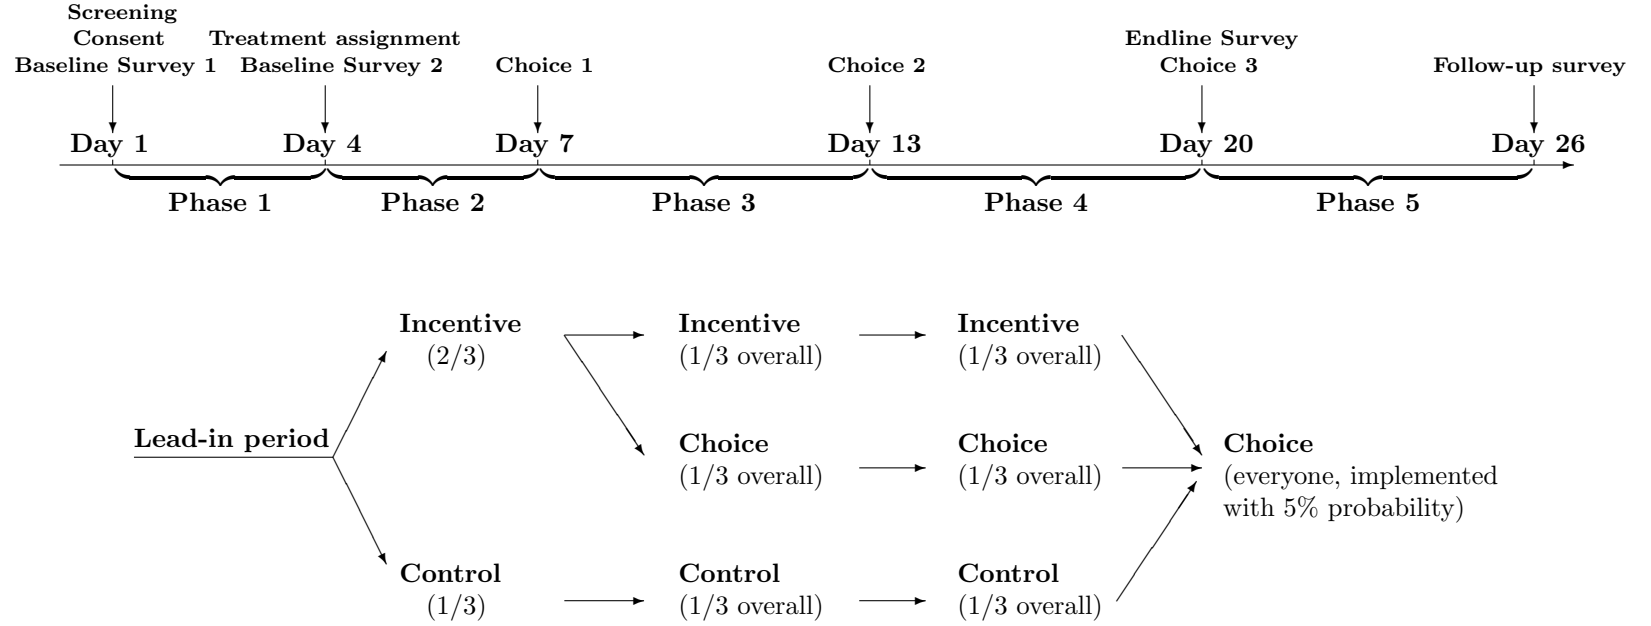 Screening
Consent
Baseline Survey 1
Treatment assignment
Baseline Survey 2
Choice 1
Choice 2
Endline Survey
Choice 3
Follow-up survey
Day 1
Day 4
Day 7
Day 13
Day 20
Day 26
Phase 1
Phase 2
Phase 3
Phase 4
Phase 5
Lead-in period
Incentive
(2/3)
Control
(1/3)
Incentive
(1/3 overall)
Choice
(1/3 overall)
Control
(1/3 overall)
Incentive
(1/3 overall)
Choice
(1/3 overall)
Control
(1/3 overall)
Choice
(everyone, implemented
with 5% probability)